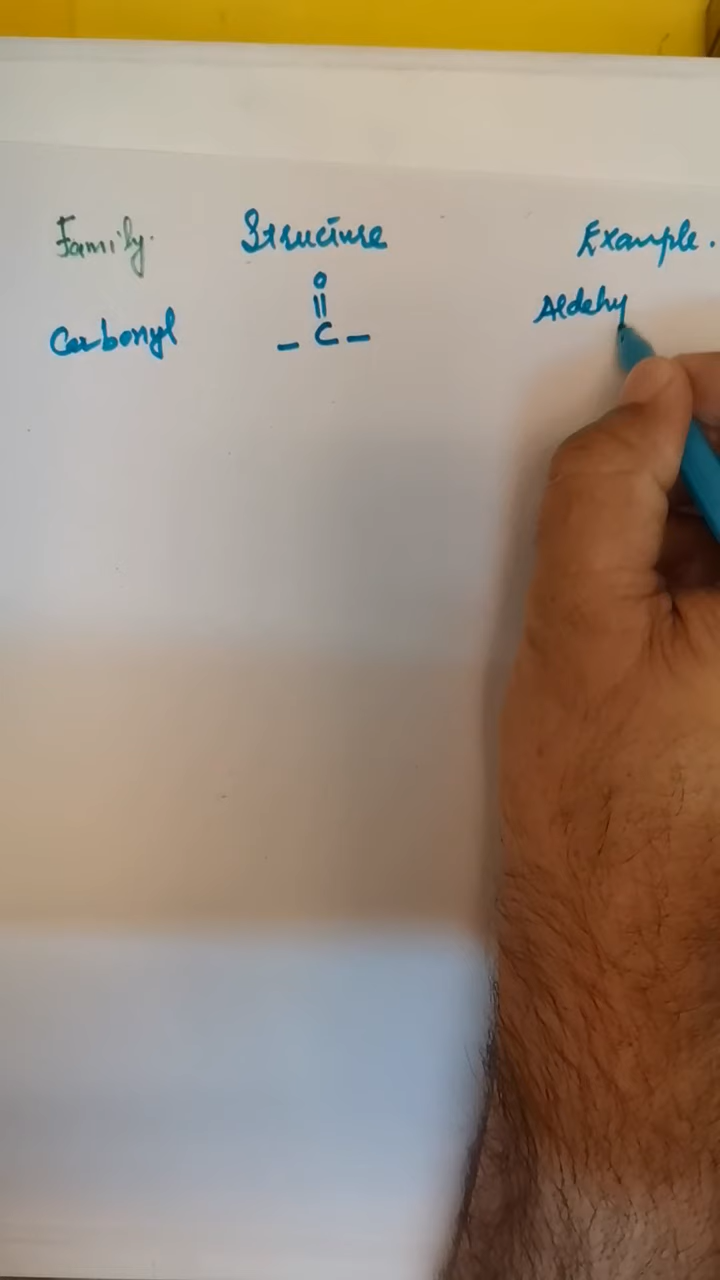 Family. Structure Example.
O
||
Carbonyl – C – Aldehy